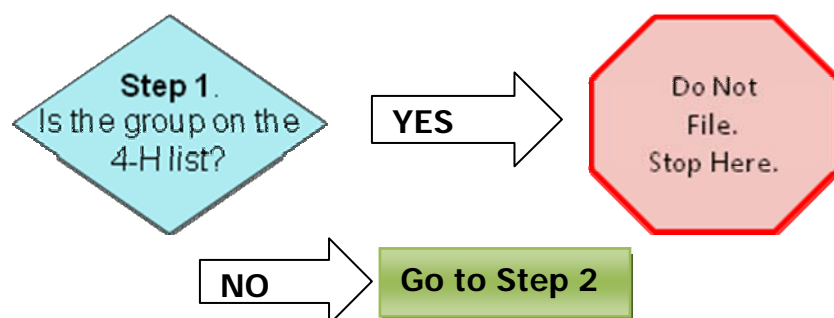 Step 1.
Is the group on the
4-H list?
YES
Do Not
File.
Stop Here.
NO
Go to Step 2